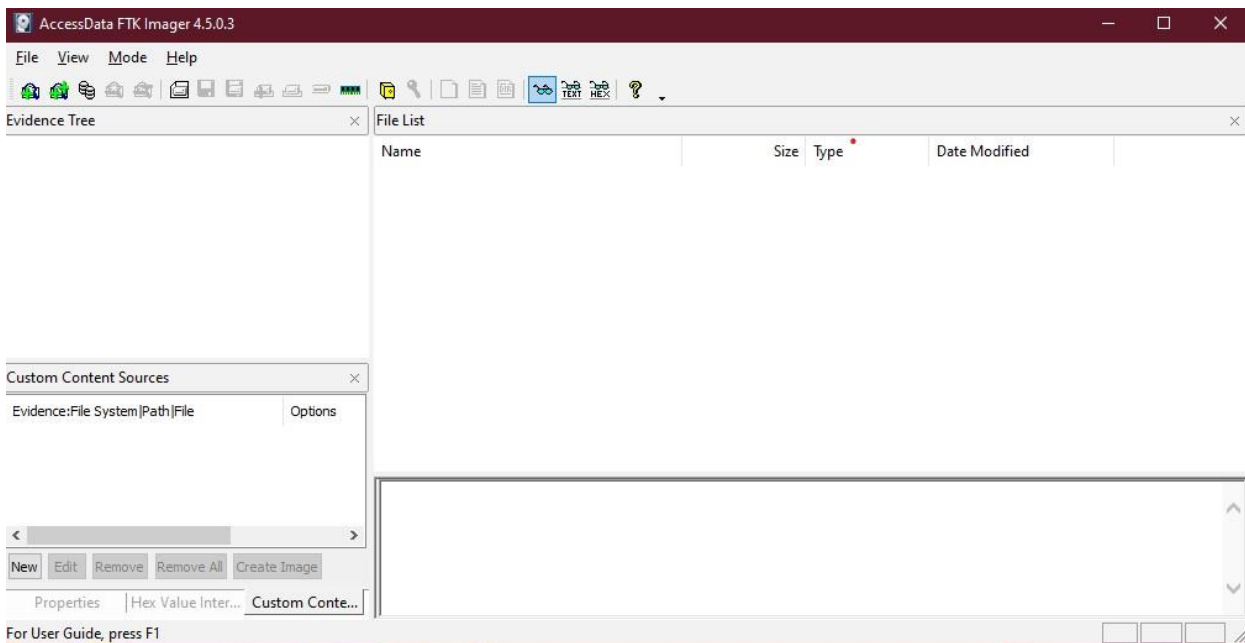 AccessData FTK Imager 4.5.0.3
File View Mode Help
TEXT HEX
Evidence Tree
File List
Name Size Type Date Modified
Custom Content Sources
Evidence:File System|Path|File Options
New Edit Remove Remove All Create Image
Properties Hex Value Inter... Custom Conte...
For User Guide, press F1